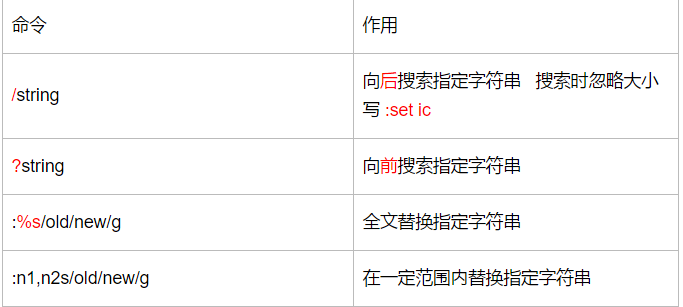 命令 作用
/string 向后搜索指定字符串 搜索时忽略大小
写 :set ic
?string 向前搜索指定字符串
:%s/old/new/g 全文替换指定字符串
:n1,n2s/old/new/g 在一定范围内替换指定字符串